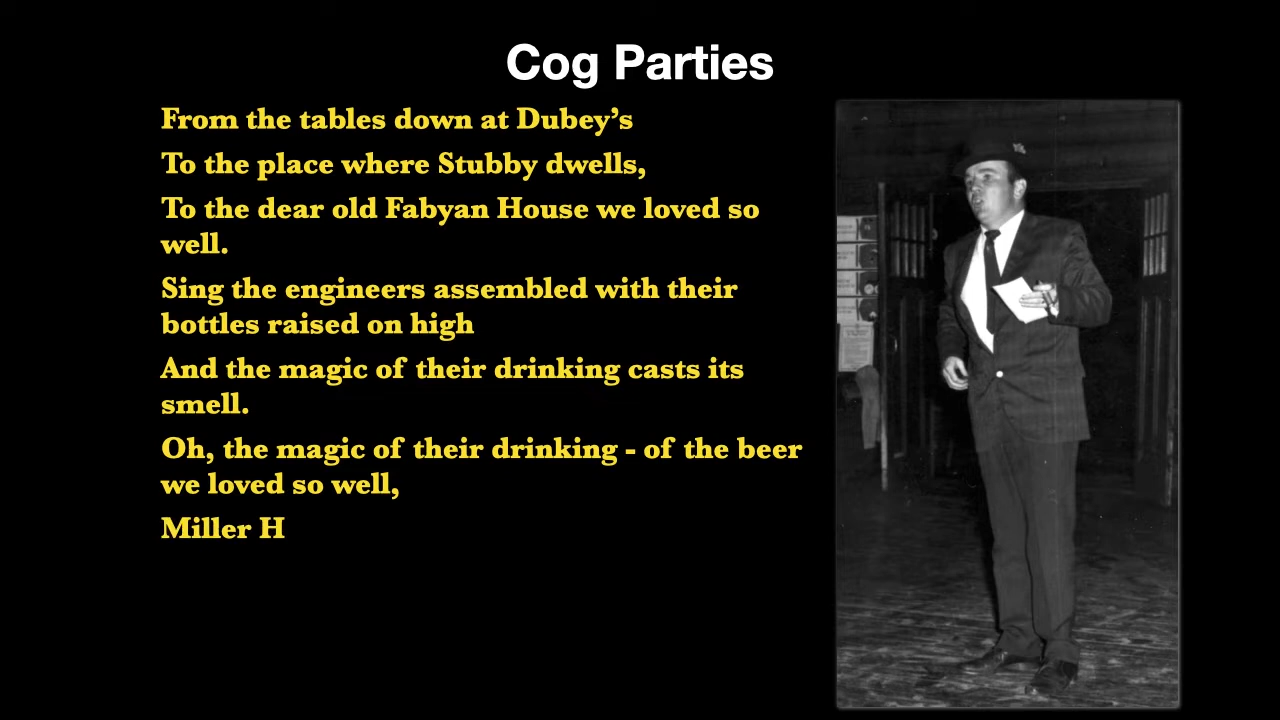 Cog Parties
From the tables down at Dubey’s
To the place where Stubby dwells,
To the dear old Fabyan House we loved so
well.
Sing the engineers assembled with their
bottles raised on high
And the magic of their drinking casts its
smell.
Oh, the magic of their drinking - of the beer
we loved so well,
Miller H